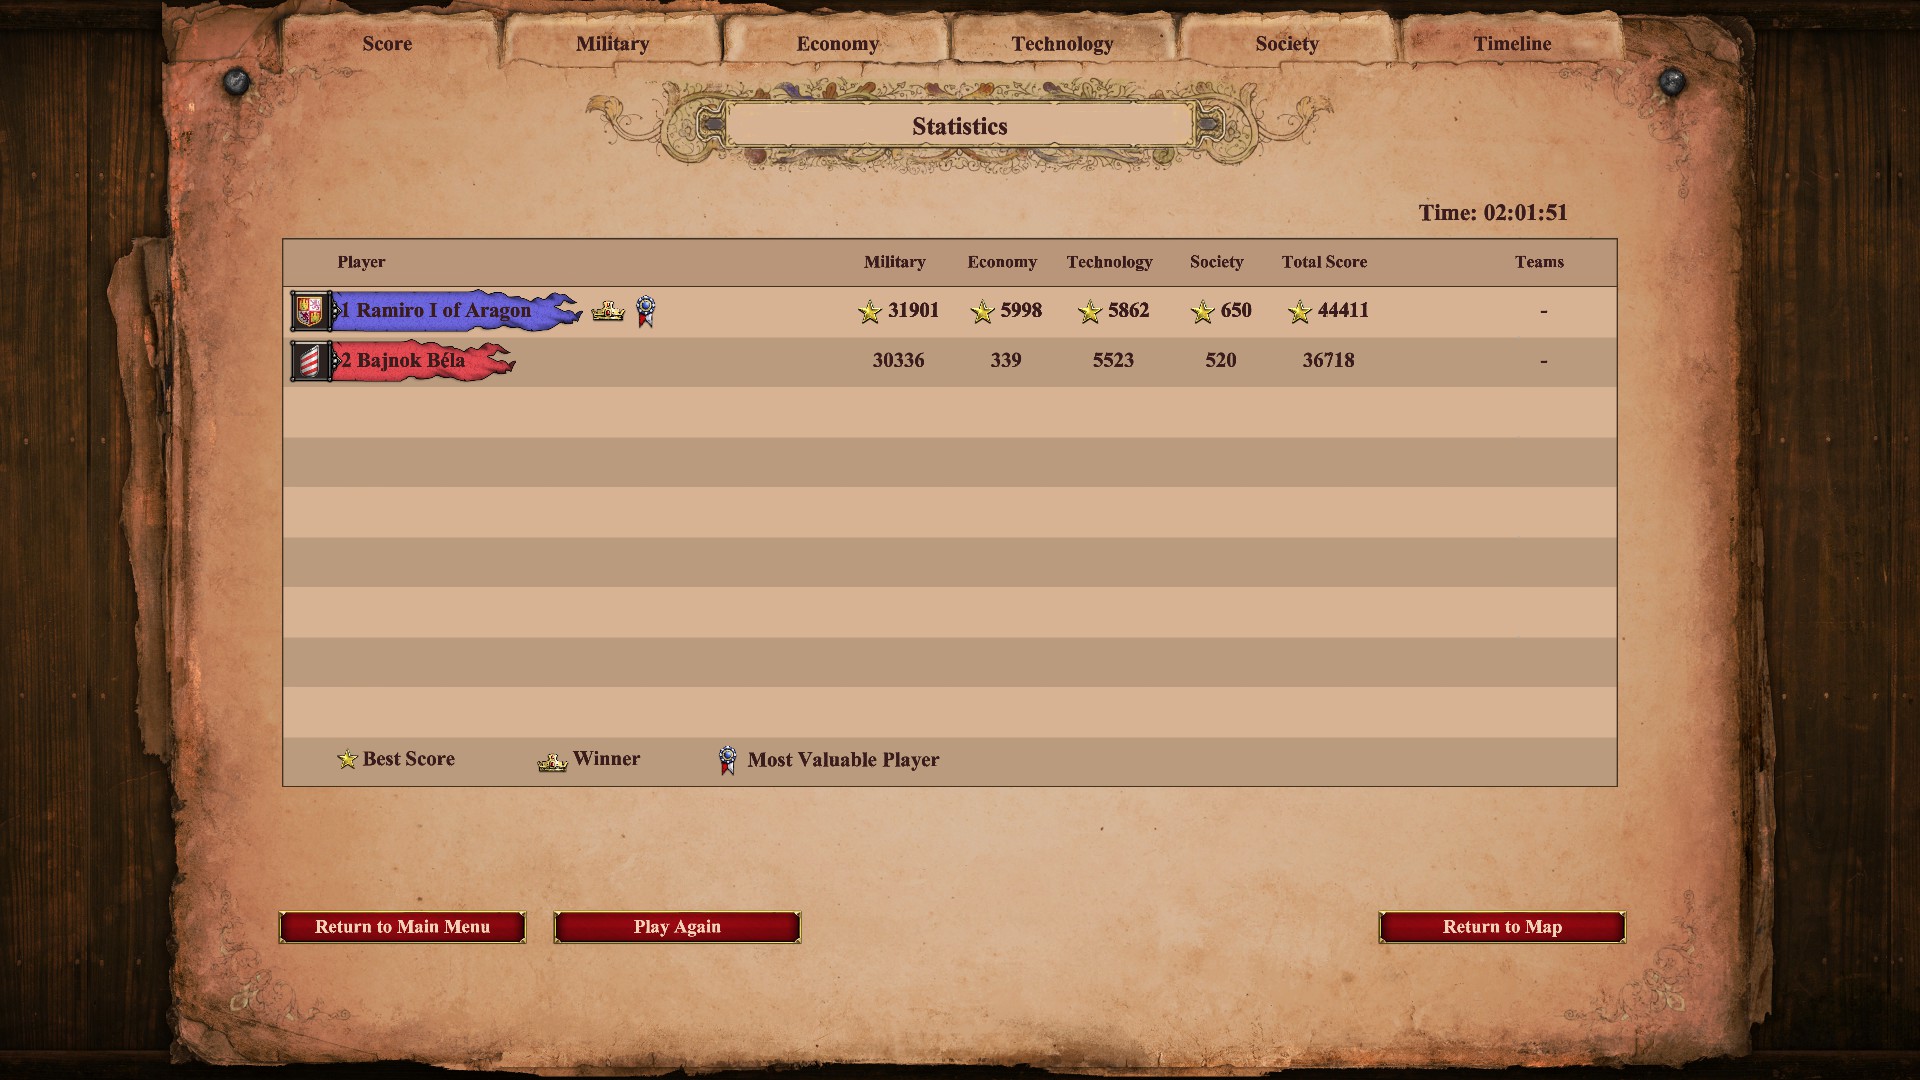 Score Military Economy Technology Society Timeline
Statistics
Time: 02:01:51
Player Military Economy Technology Society Total Score Teams
1 Ramiro I of Aragon 31901 5998 5862 650 44411 -
2 Bajnok Béla 30336 339 5523 520 36718 -
Best Score Winner Most Valuable Player
Return to Main Menu Play Again Return to Map